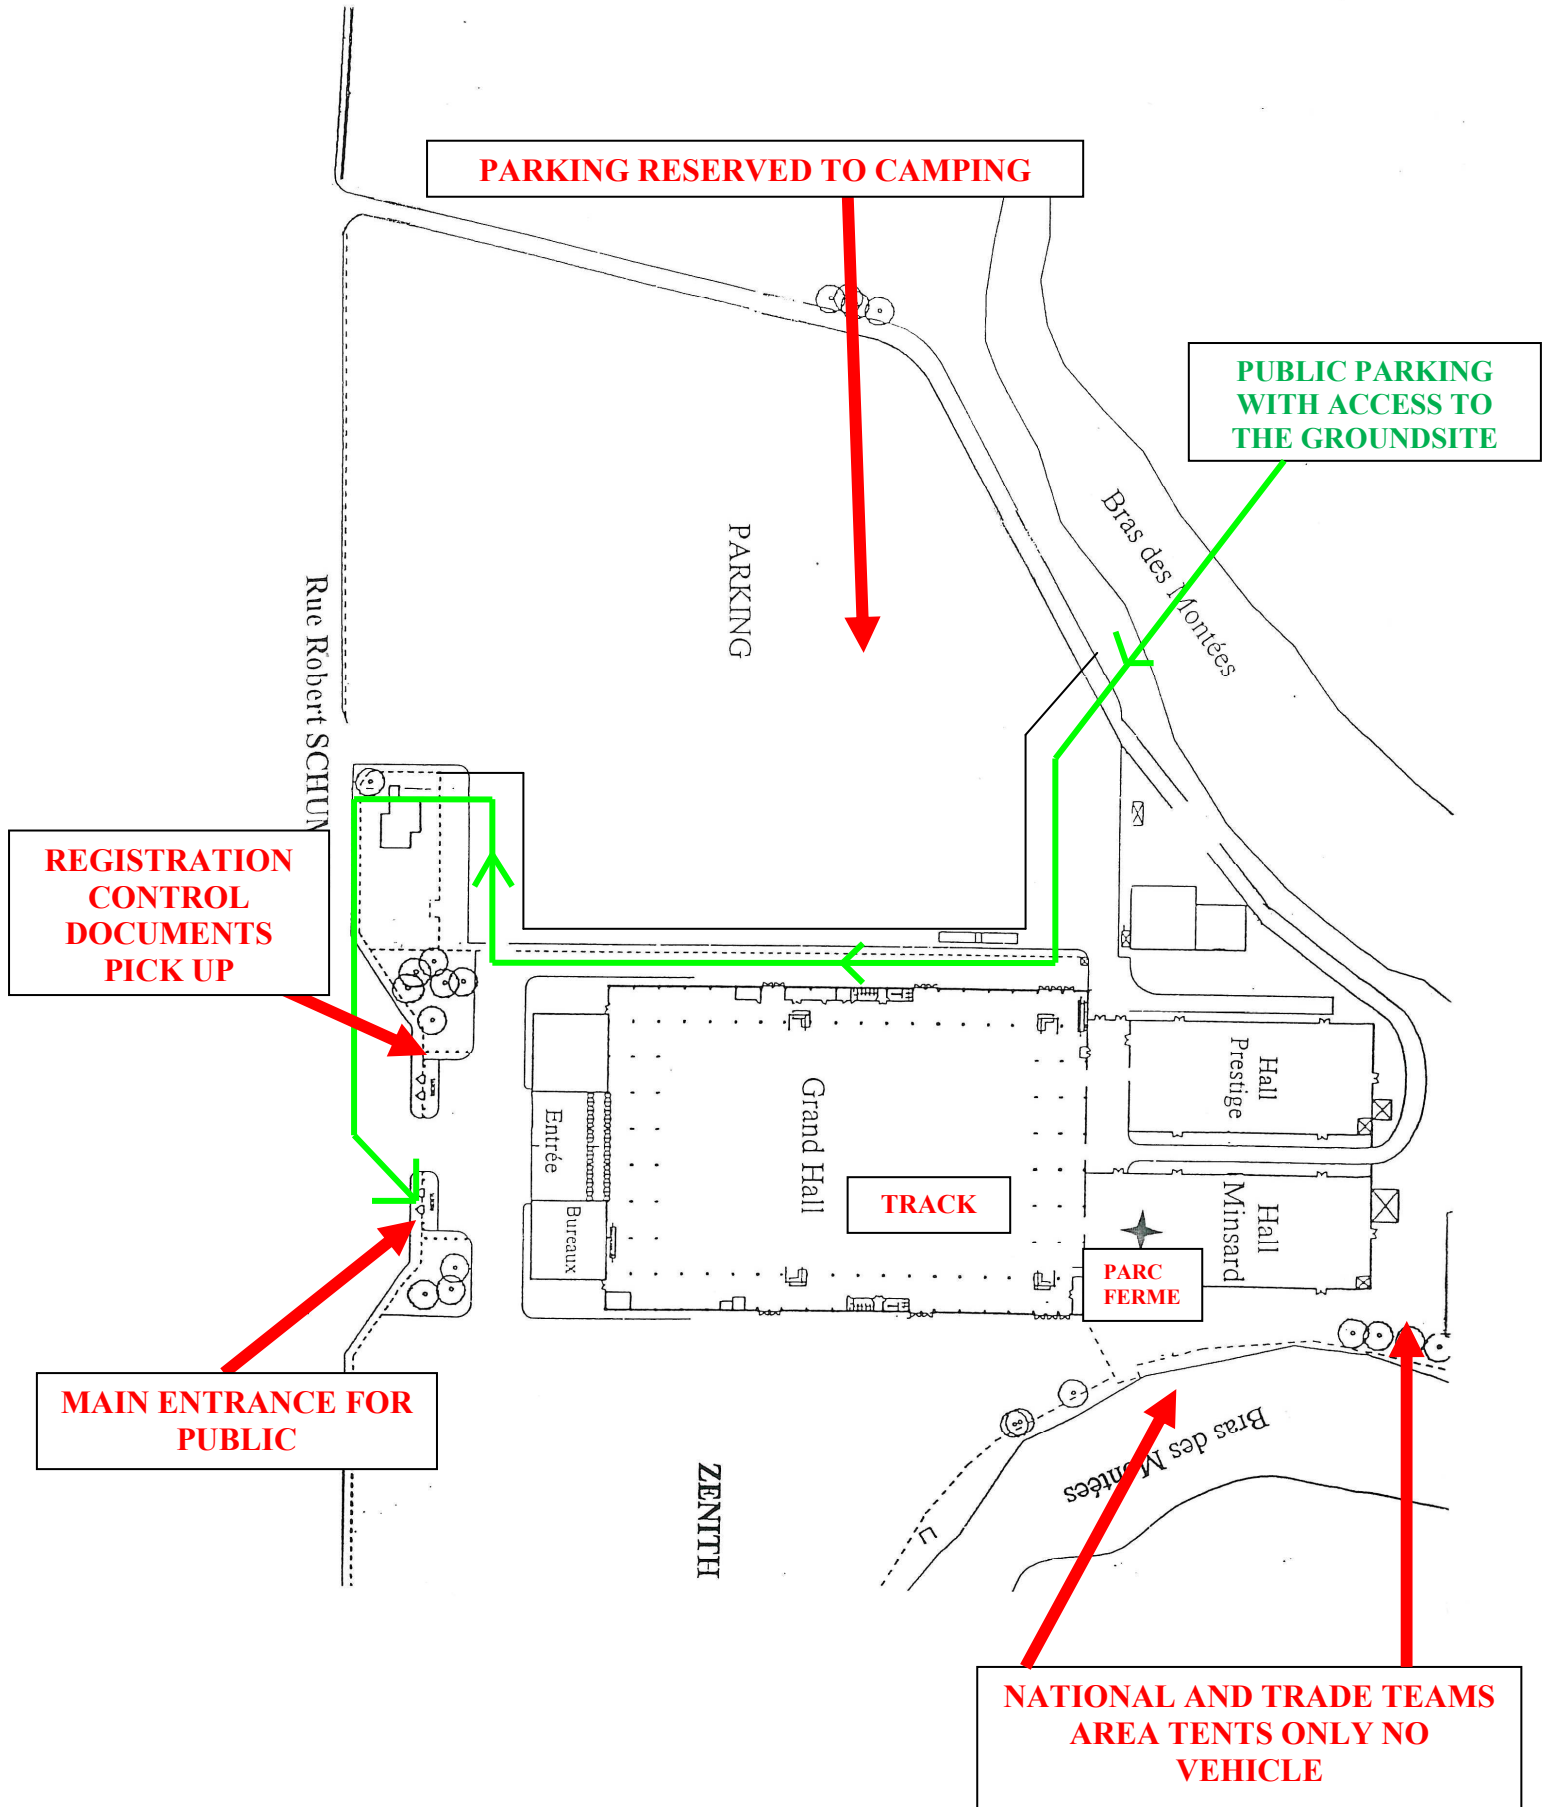 PARKING RESERVED TO CAMPING
PUBLIC PARKING
WITH ACCESS TO
THE GROUNDSITE
Bras des Montées
PARKING
Rue Robert SCHUM
REGISTRATION
CONTROL
DOCUMENTS
PICK UP
Hall
Prestige
Grand Hall
Entrée
TRACK
Hall
Minsard
Bureaux
PARC
FERME
MAIN ENTRANCE FOR
PUBLIC
Bras des Montées
ZENITH
NATIONAL AND TRADE TEAMS
AREA TENTS ONLY NO
VEHICLE